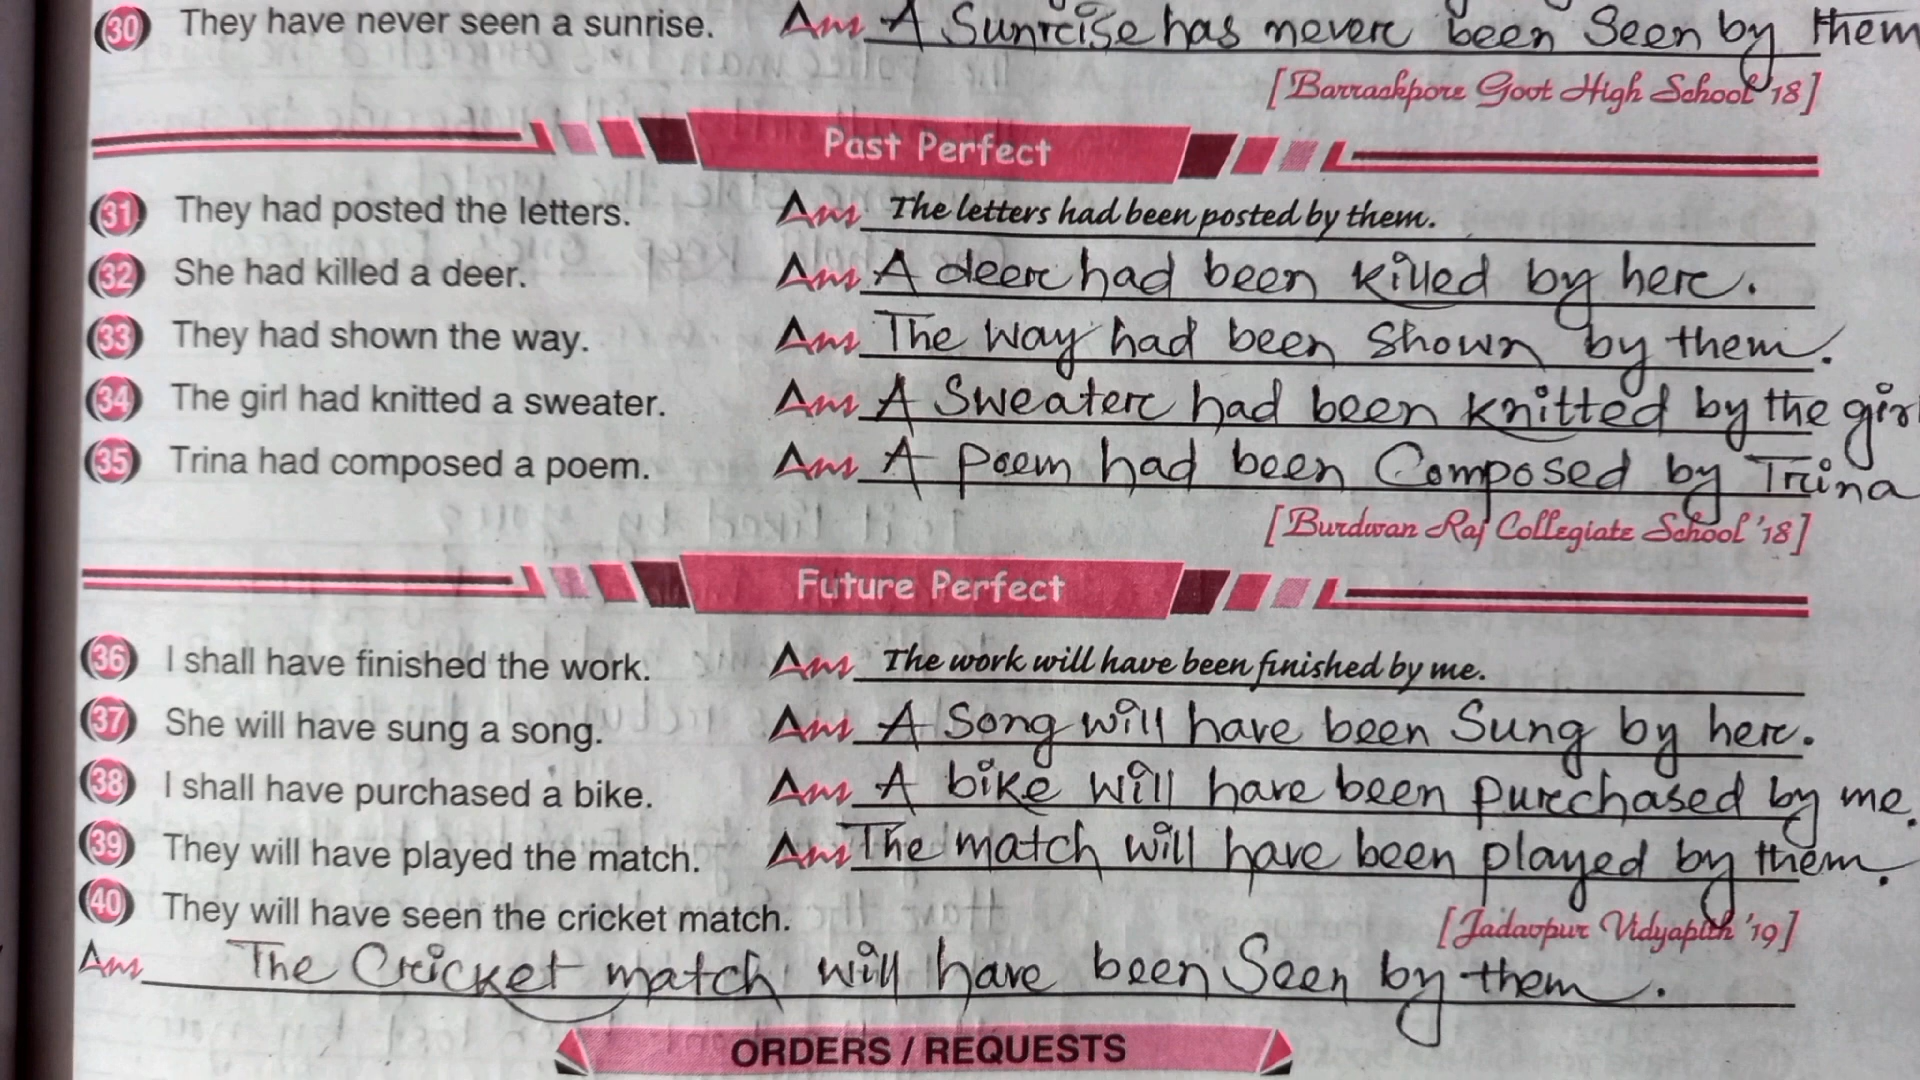 30 They have never seen a sunrise. Ans A Sunrise has never been Seen by them
[Barrackpore Govt High School '18]
Past Perfect
31 They had posted the letters. Ans The letters had been posted by them.
32 She had killed a deer. Ans A deer had been killed by her.
33 They had shown the way. Ans The Way had been Shown by them.
34 The girl had knitted a sweater. Ans A Sweater had been knitted by the girl
35 Trina had composed a poem. Ans A Poem had been Composed by Trina
[Burdwan Raj Collegiate School '18]
Future Perfect
36 I shall have finished the work. Ans The work will have been finished by me.
37 She will have sung a song. Ans A Song will have been Sung by her.
38 I shall have purchased a bike. Ans A bike will have been purchased by me.
39 They will have played the match. Ans The match will have been played by them.
40 They will have seen the cricket match. [Jadavpur Vidyapith '19]
Ans The Cricket match will have been Seen by them.
ORDERS / REQUESTS